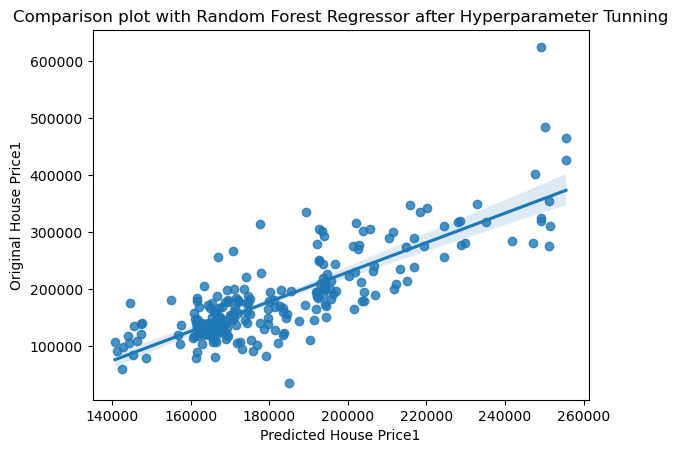 Comparison plot with Random Forest Regressor after Hyperparameter Tunning
600000
500000
400000
300000
200000
100000
Original House Price1
140000 160000 180000 200000 220000 240000 260000
Predicted House Price1